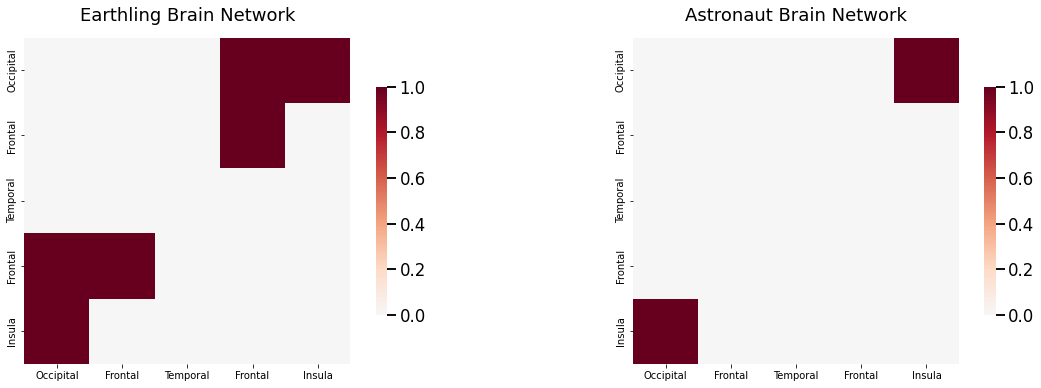 Earthling Brain Network
Astronaut Brain Network
Occipital
Frontal
Temporal
Frontal
Insula
Occipital Frontal Temporal Frontal Insula
1.0
0.8
0.6
0.4
0.2
0.0
Occipital
Frontal
Temporal
Frontal
Insula
Occipital Frontal Temporal Frontal Insula
1.0
0.8
0.6
0.4
0.2
0.0